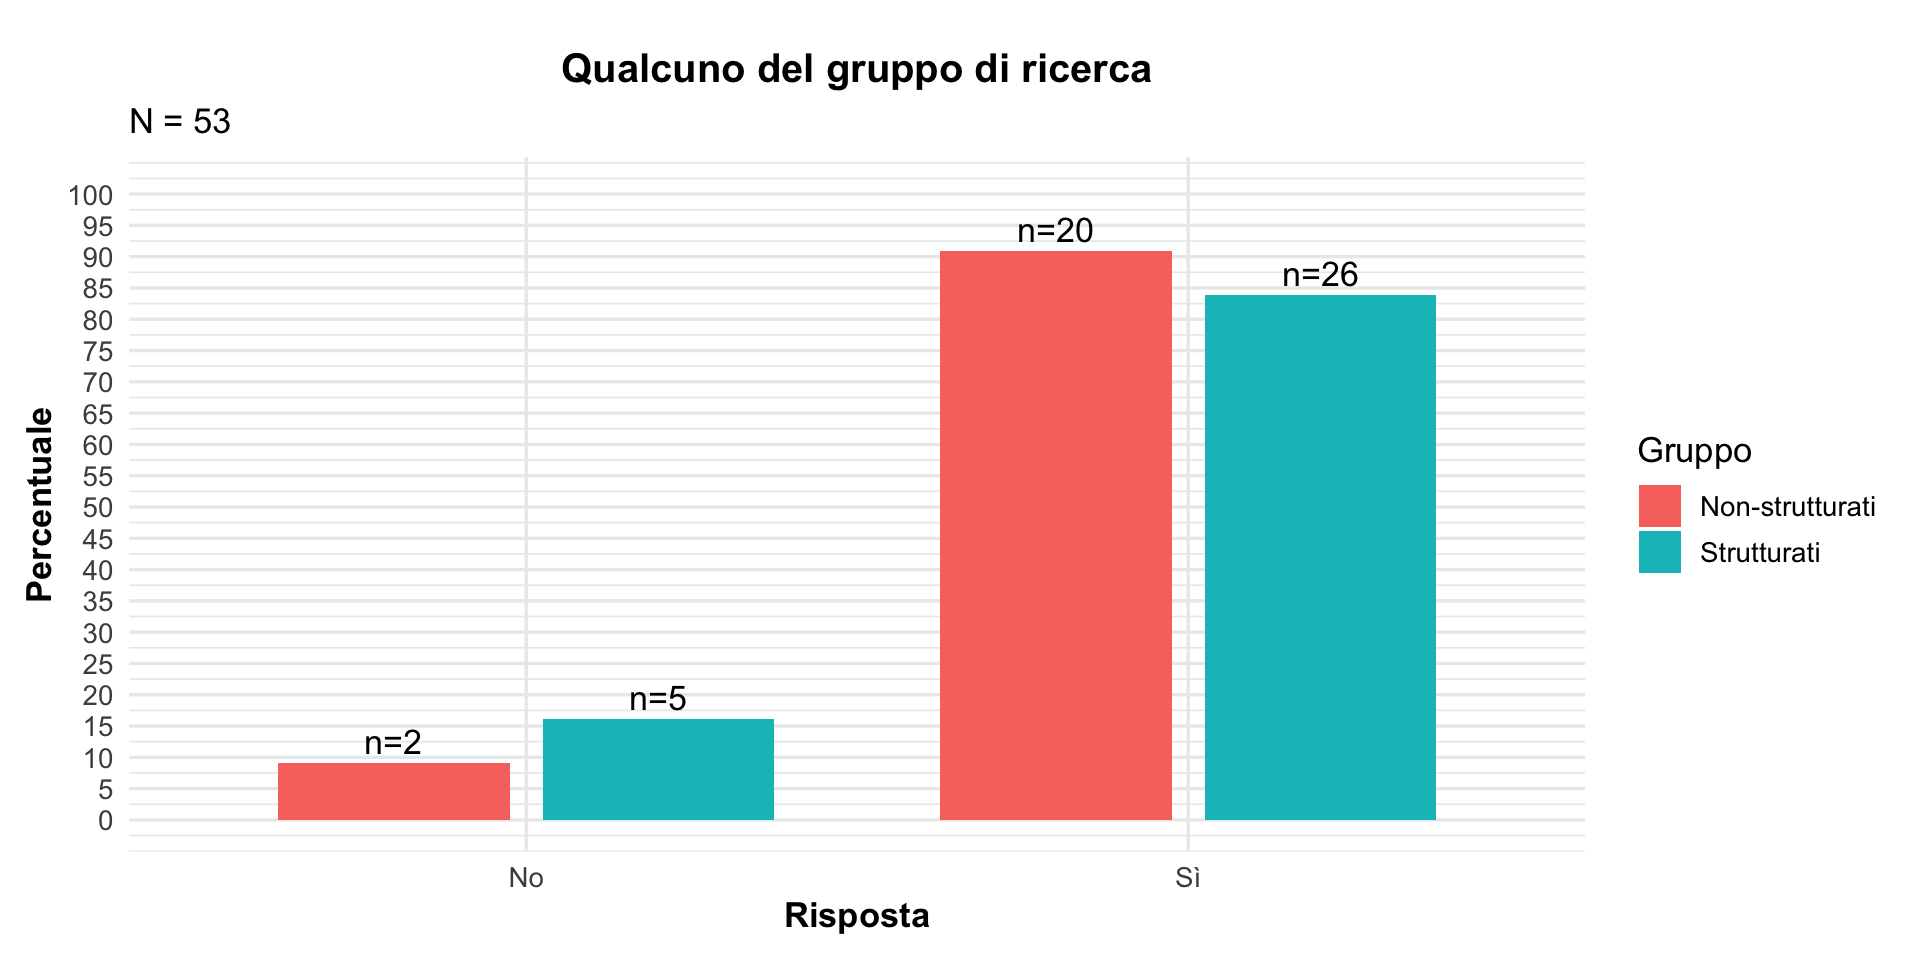 Qualcuno del gruppo di ricerca
N = 53
Percentuale
100
95
90
85
80
75
70
65
60
55
50
45
40
35
30
25
20
15
10
5
0
n=2
n=5
n=20
n=26
No
Sì
Risposta
Gruppo
Non-strutturati
Strutturati